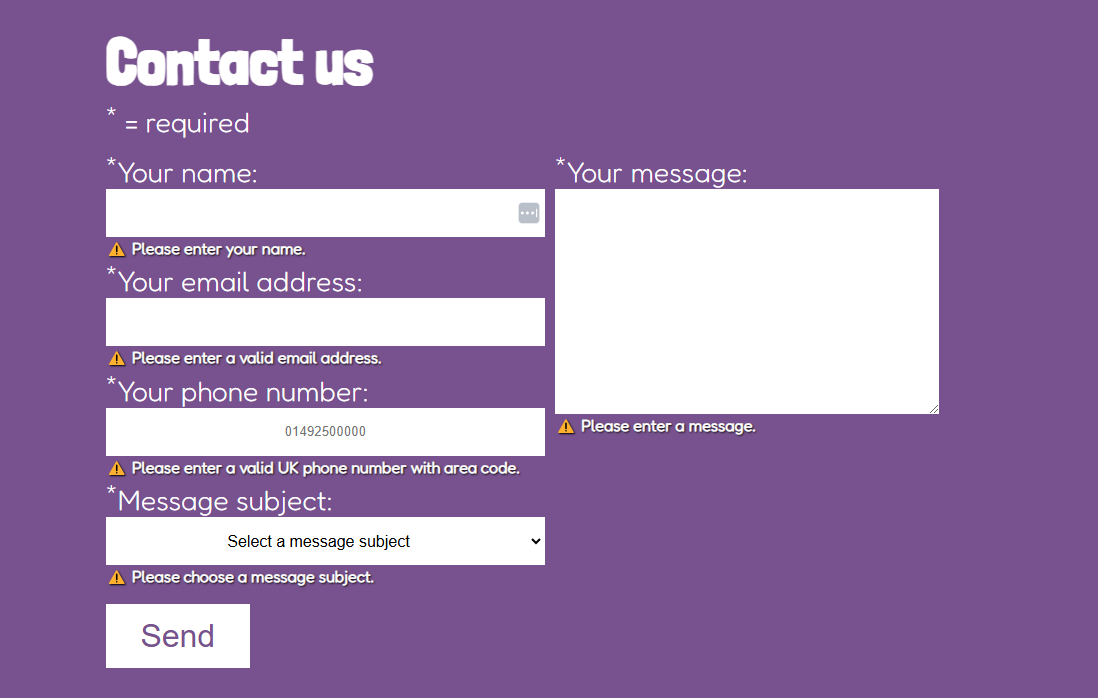 Contact us
* = required
*Your name:
Please enter your name.
*Your email address:
Please enter a valid email address.
*Your phone number:
01492500000
Please enter a valid UK phone number with area code.
*Message subject:
Select a message subject
Please choose a message subject.
Send
*Your message:
Please enter a message.